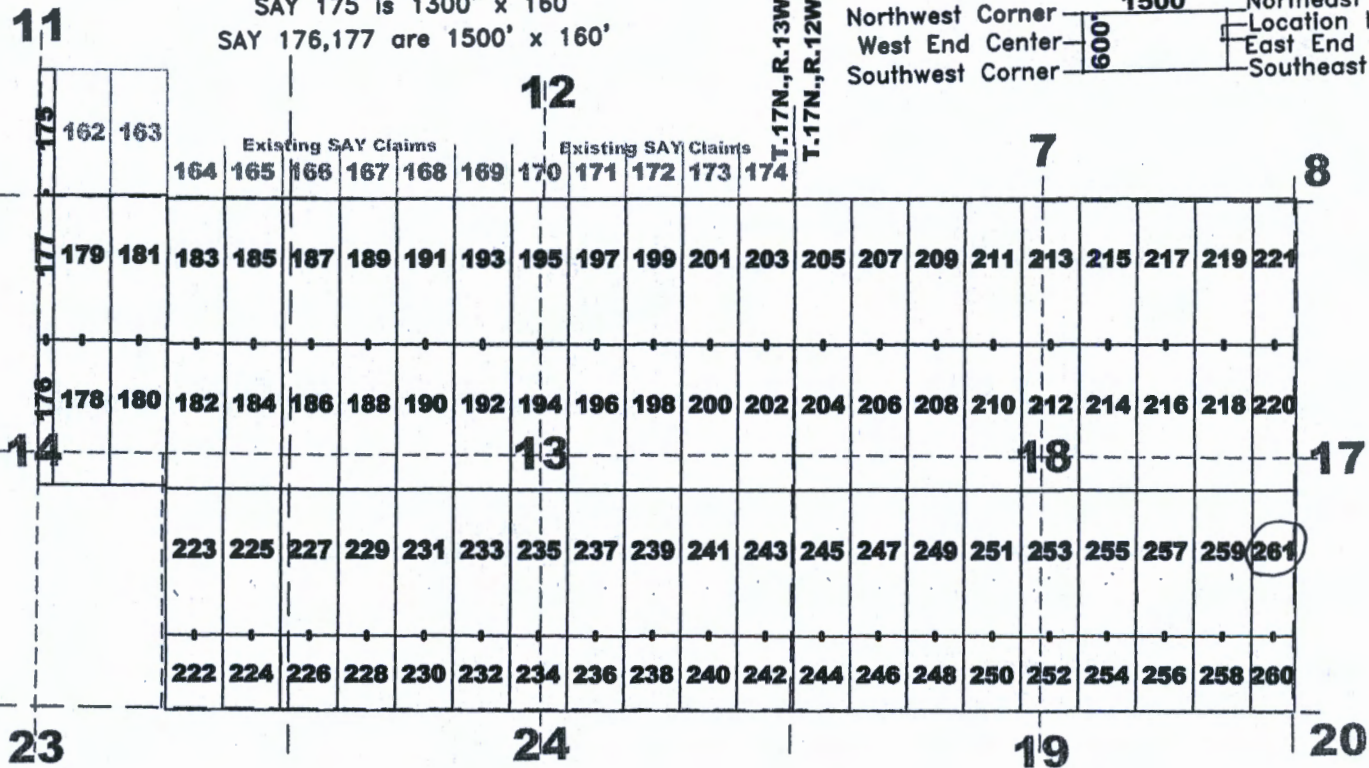 SAY 175 is 1300' x 160'
SAY 176,177 are 1500' x 160'
11
12
T.17N.,R.13W
T.17N.,R.12W
1500'
Northwest Corner
West End Center
Southwest Corner
600'
Location
East End
Southeast
7
8
175
162 163
Existing SAY Claims
Existing SAY Claims
164 165 166 167 168 169 170 171 172 173 174
177 179 181 183 185 187 189 191 193 195 197 199 201 203 205 207 209 211 213 215 217 219 221
176 178 180 182 184 186 188 190 192 194 196 198 200 202 204 206 208 210 212 214 216 218 220
14 13 18 17
223 225 227 229 231 233 235 237 239 241 243 245 247 249 251 253 255 257 259 261
222 224 226 228 230 232 234 236 238 240 242 244 246 248 250 252 254 256 258 260
23 24 19 20